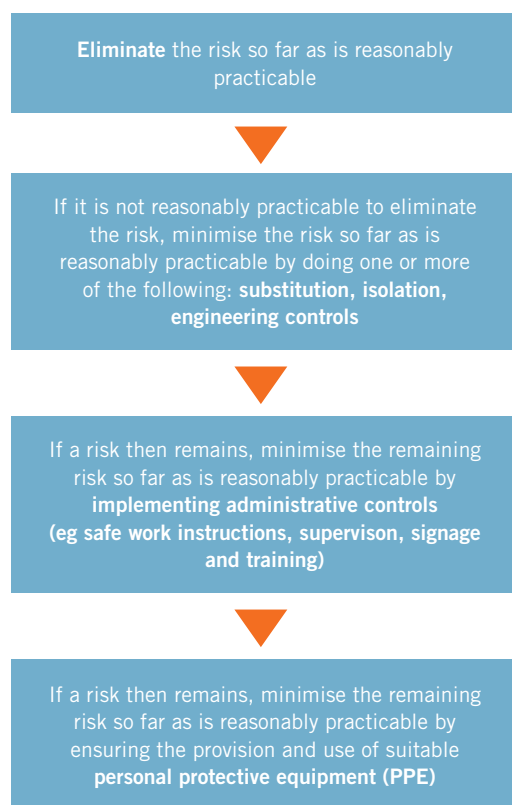 Eliminate the risk so far as is reasonably
practicable
If it is not reasonably practicable to eliminate
the risk, minimise the risk so far as is
reasonably practicable by doing one or more
of the following: substitution, isolation,
engineering controls
If a risk then remains, minimise the remaining
risk so far as is reasonably practicable by
implementing administrative controls
(eg safe work instructions, supervison, signage
and training)
If a risk then remains, minimise the remaining
risk so far as is reasonably practicable by
ensuring the provision and use of suitable
personal protective equipment (PPE)